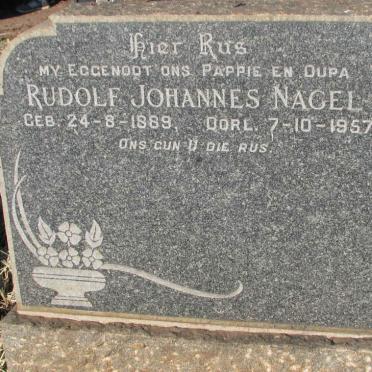 Hier Rus
MY EGGENOOT ONS PAPPIE EN OUPA
RUDOLF JOHANNES NAGEL
GEB. 24-8-1889. OORL. 7-10-1957
ONS GUN U DIE RUS.